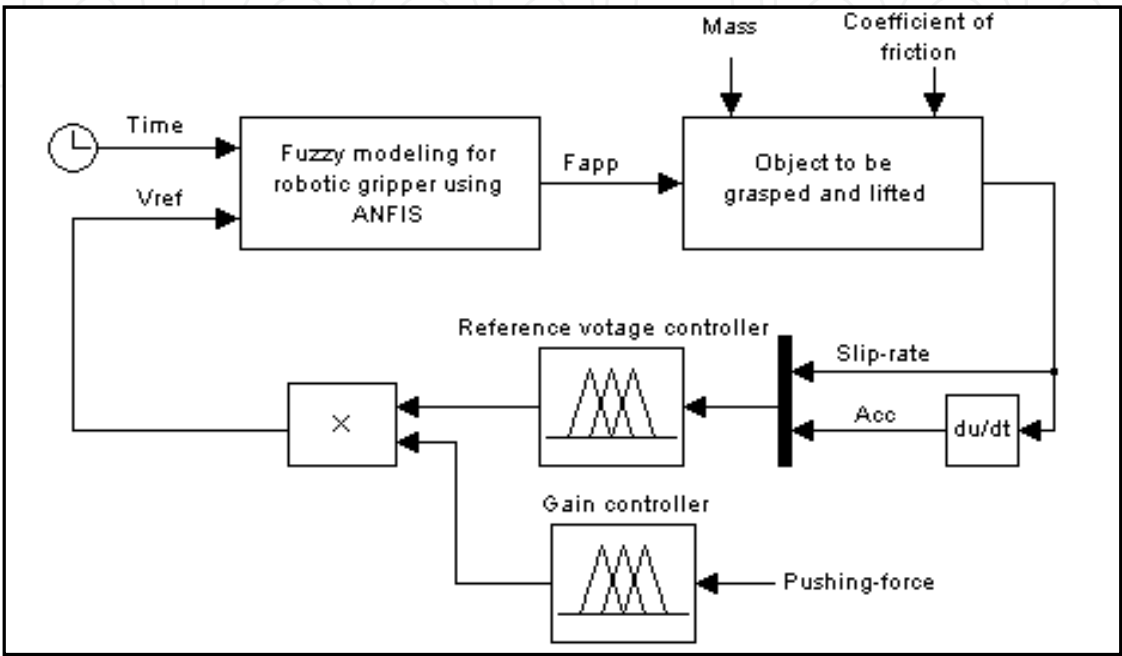 Mass
Coefficient of
friction
Time
Fuzzy modeling for
robotic gripper using
ANFIS
Fapp
Object to be
grasped and lifted
Vref
Reference votage controller
Slip-rate
×
Acc
du/dt
Gain controller
Pushing-force